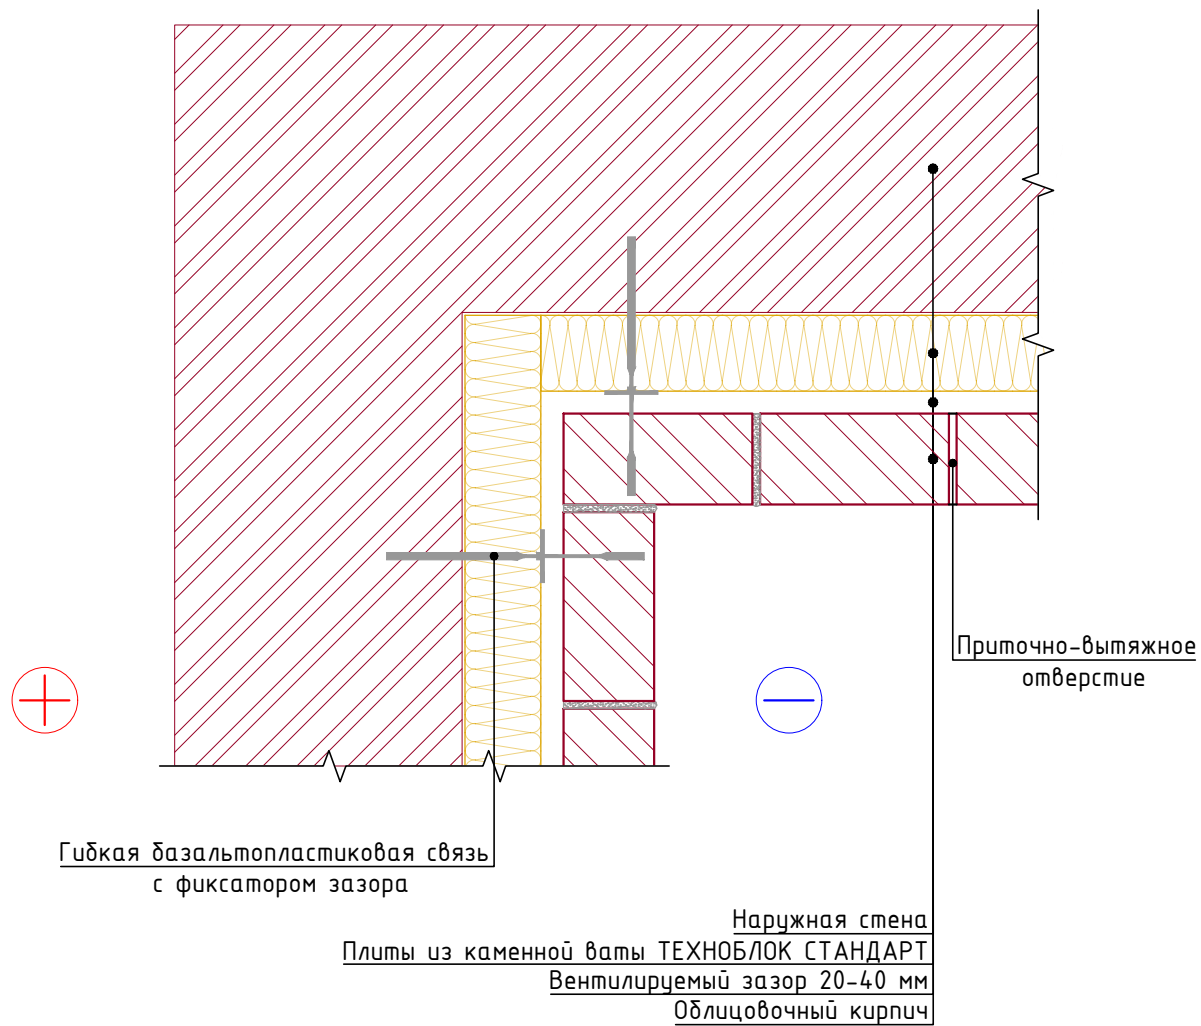 Приточно-вытяжное
отверстие
Гибкая базальтопластиковая связь
с фиксатором зазора
Наружная стена
Плиты из каменной ваты ТЕХНОБЛОК СТАНДАРТ
Вентилируемый зазор 20-40 мм
Облицовочный кирпич